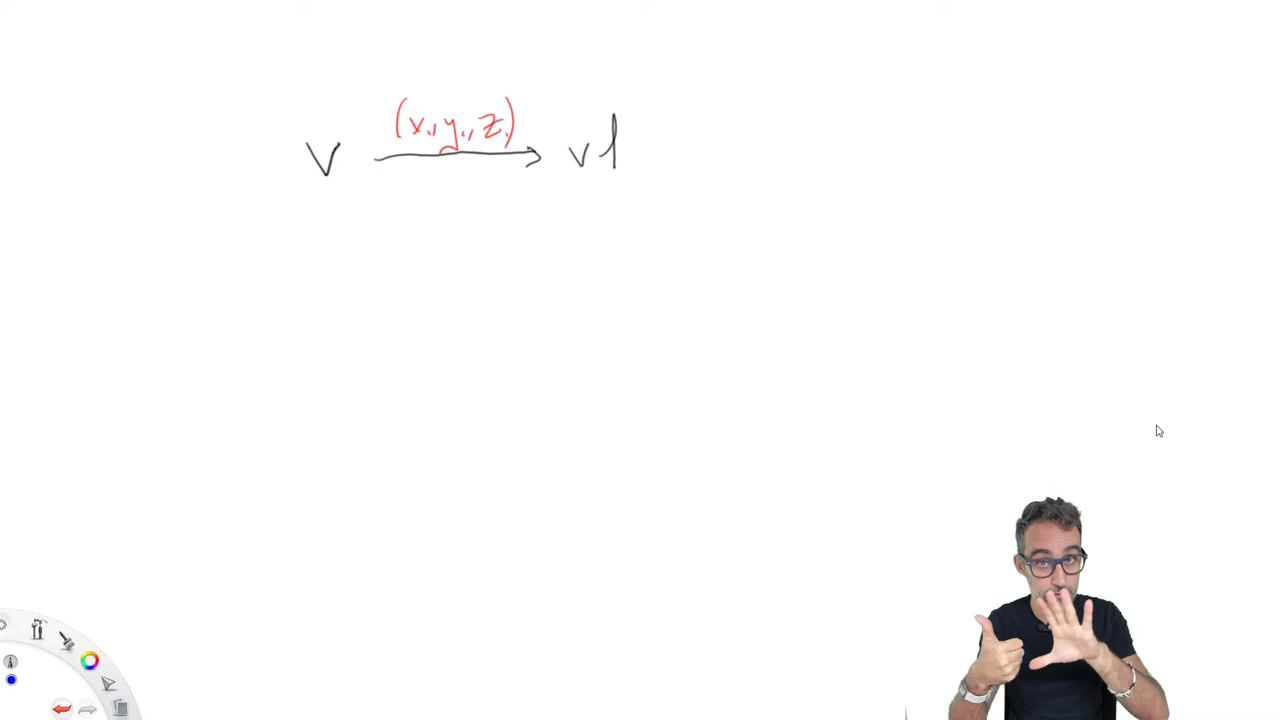 (x, y, z)
v → v1